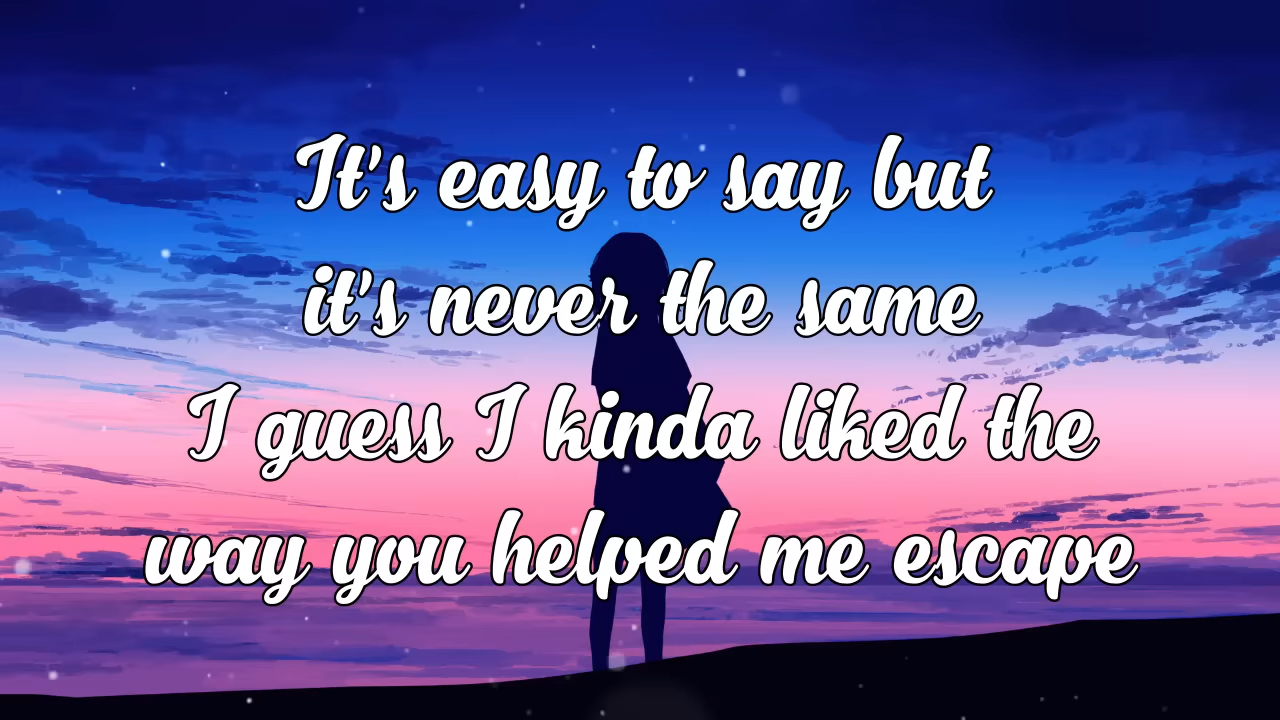 It's easy to say but
it's never the same
I guess I kinda liked the
way you helped me escape